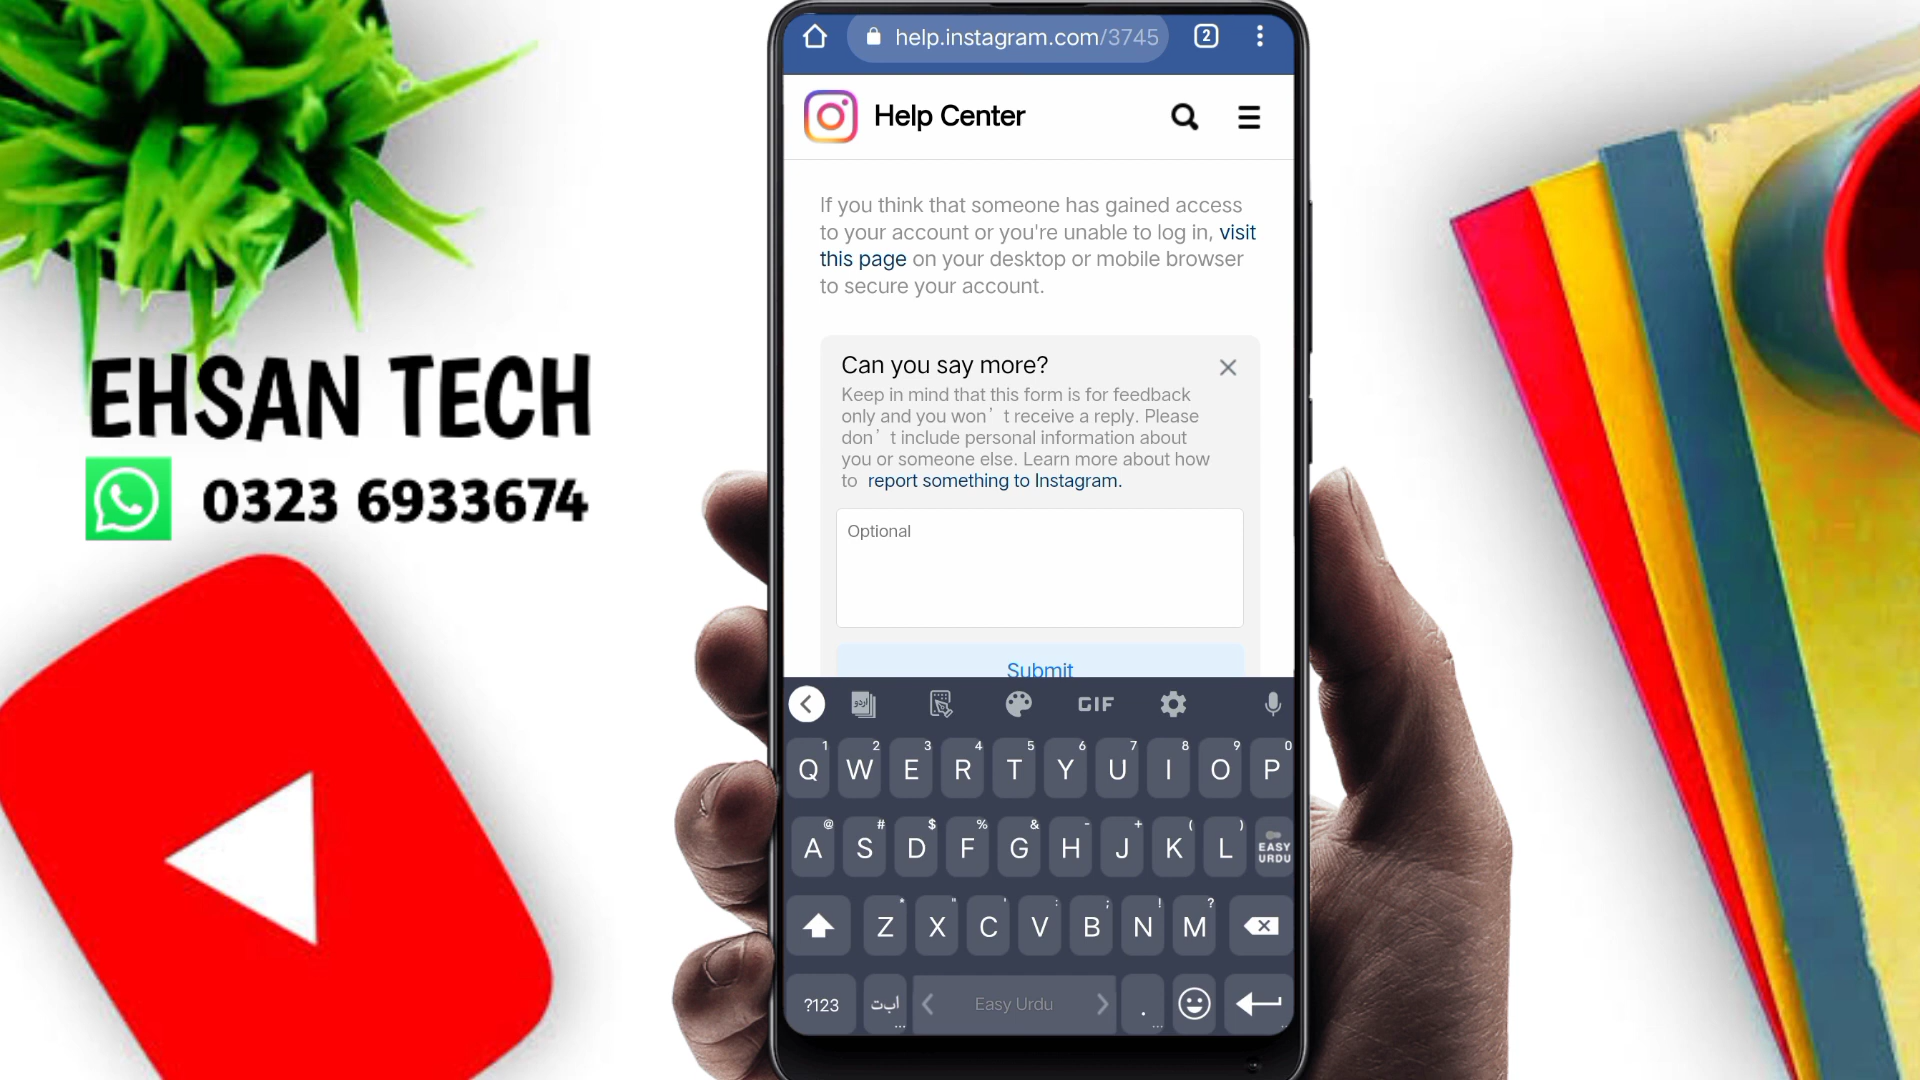 help.instagram.com/3745
2
Help Center
If you think that someone has gained access
to your account or you're unable to log in, visit
this page on your desktop or mobile browser
to secure your account.
Can you say more?
Keep in mind that this form is for feedback
only and you won’ t receive a reply. Please
don’ t include personal information about
you or someone else. Learn more about how
to report something to Instagram.
Optional
Submit
EHSAN TECH
0323 6933674
اردو
GIF
1 2 3 4 5 6 7 8 9 0
Q W E R T Y U I O P
@ # $ % & - + ( )
A S D F G H J K L EASY
URDU
* " ' : ; ! ?
Z X C V B N M
?123 ابت Easy Urdu .